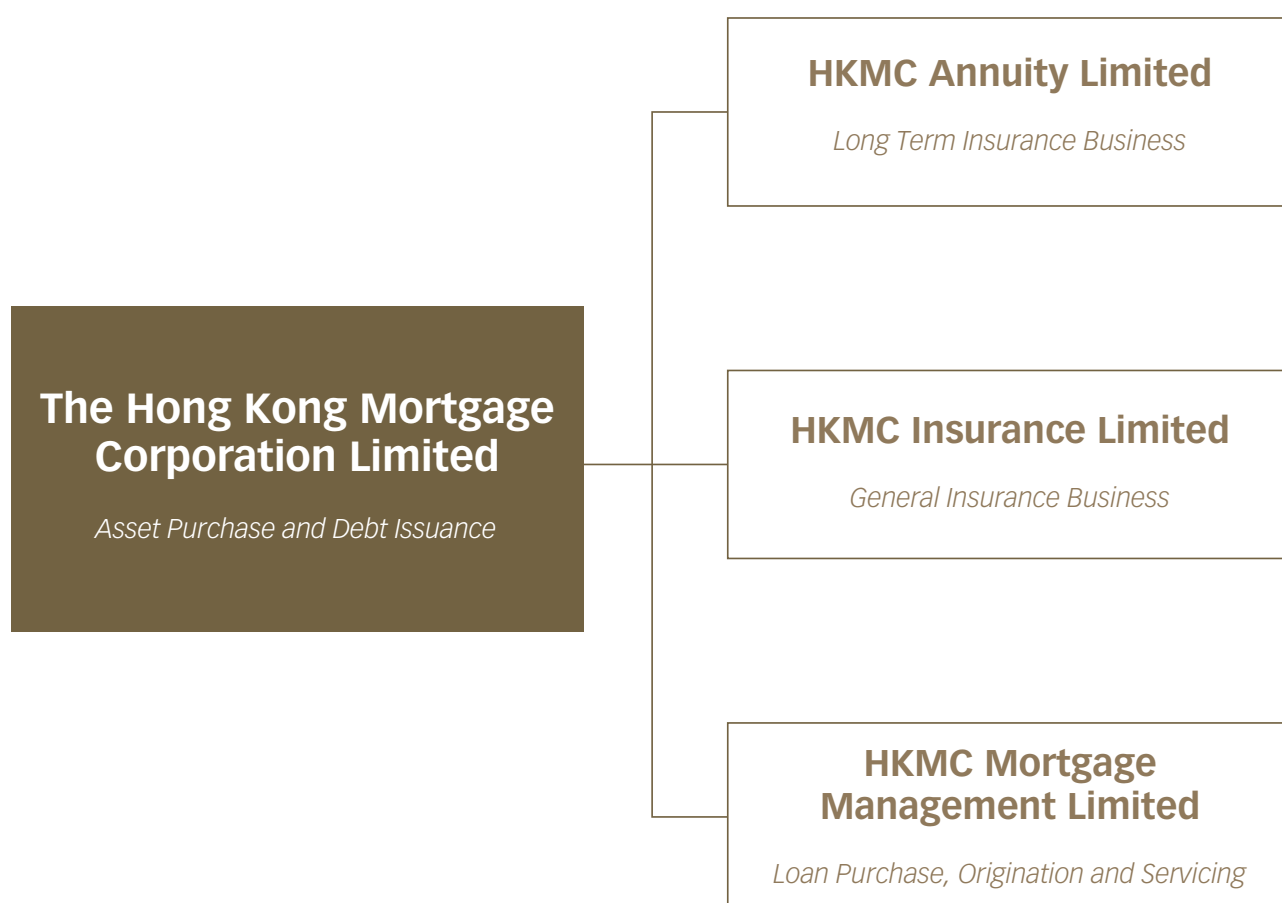 The Hong Kong Mortgage
Corporation Limited
Asset Purchase and Debt Issuance
HKMC Annuity Limited
Long Term Insurance Business
HKMC Insurance Limited
General Insurance Business
HKMC Mortgage
Management Limited
Loan Purchase, Origination and Servicing